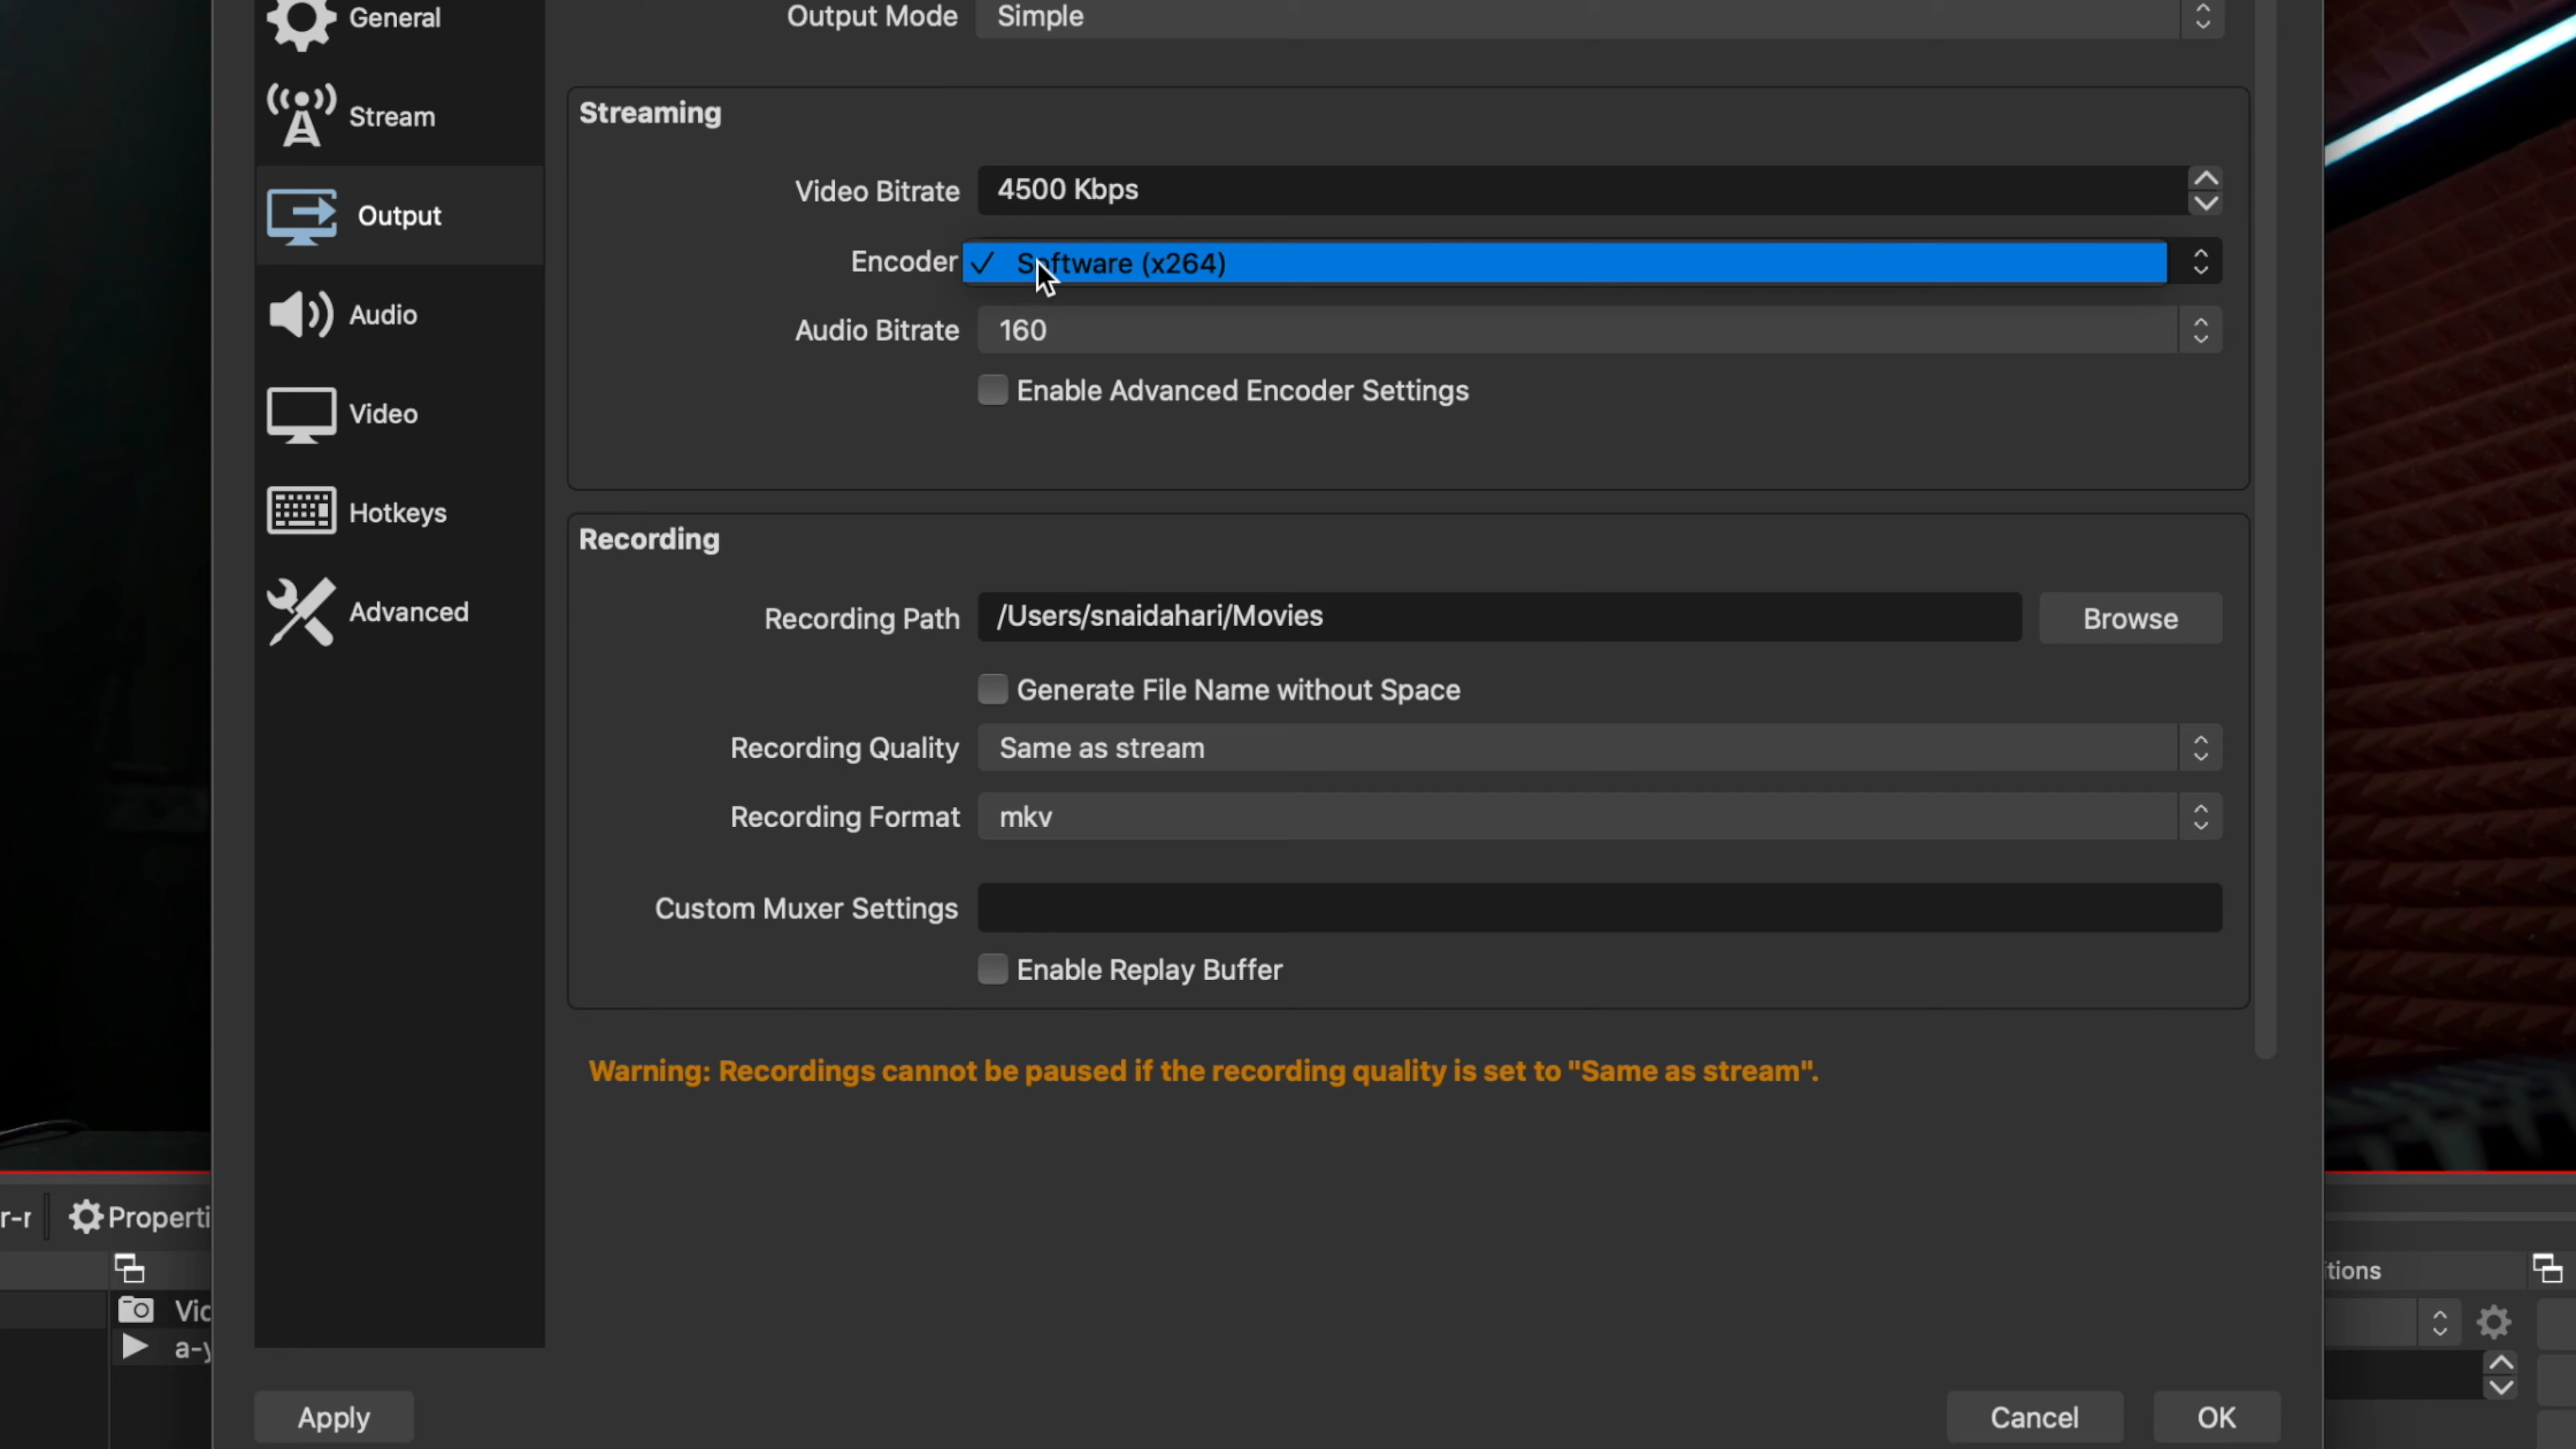 General
Output Mode Simple
Stream
Streaming
Video Bitrate 4500 Kbps
Output
Encoder ✓ Software (x264)
Audio
Audio Bitrate 160
Enable Advanced Encoder Settings
Video
Hotkeys
Recording
Advanced
Recording Path /Users/snaidahari/Movies Browse
Generate File Name without Space
Recording Quality Same as stream
Recording Format mkv
Custom Muxer Settings
Enable Replay Buffer
Warning: Recordings cannot be paused if the recording quality is set to "Same as stream".
Apply
Cancel OK